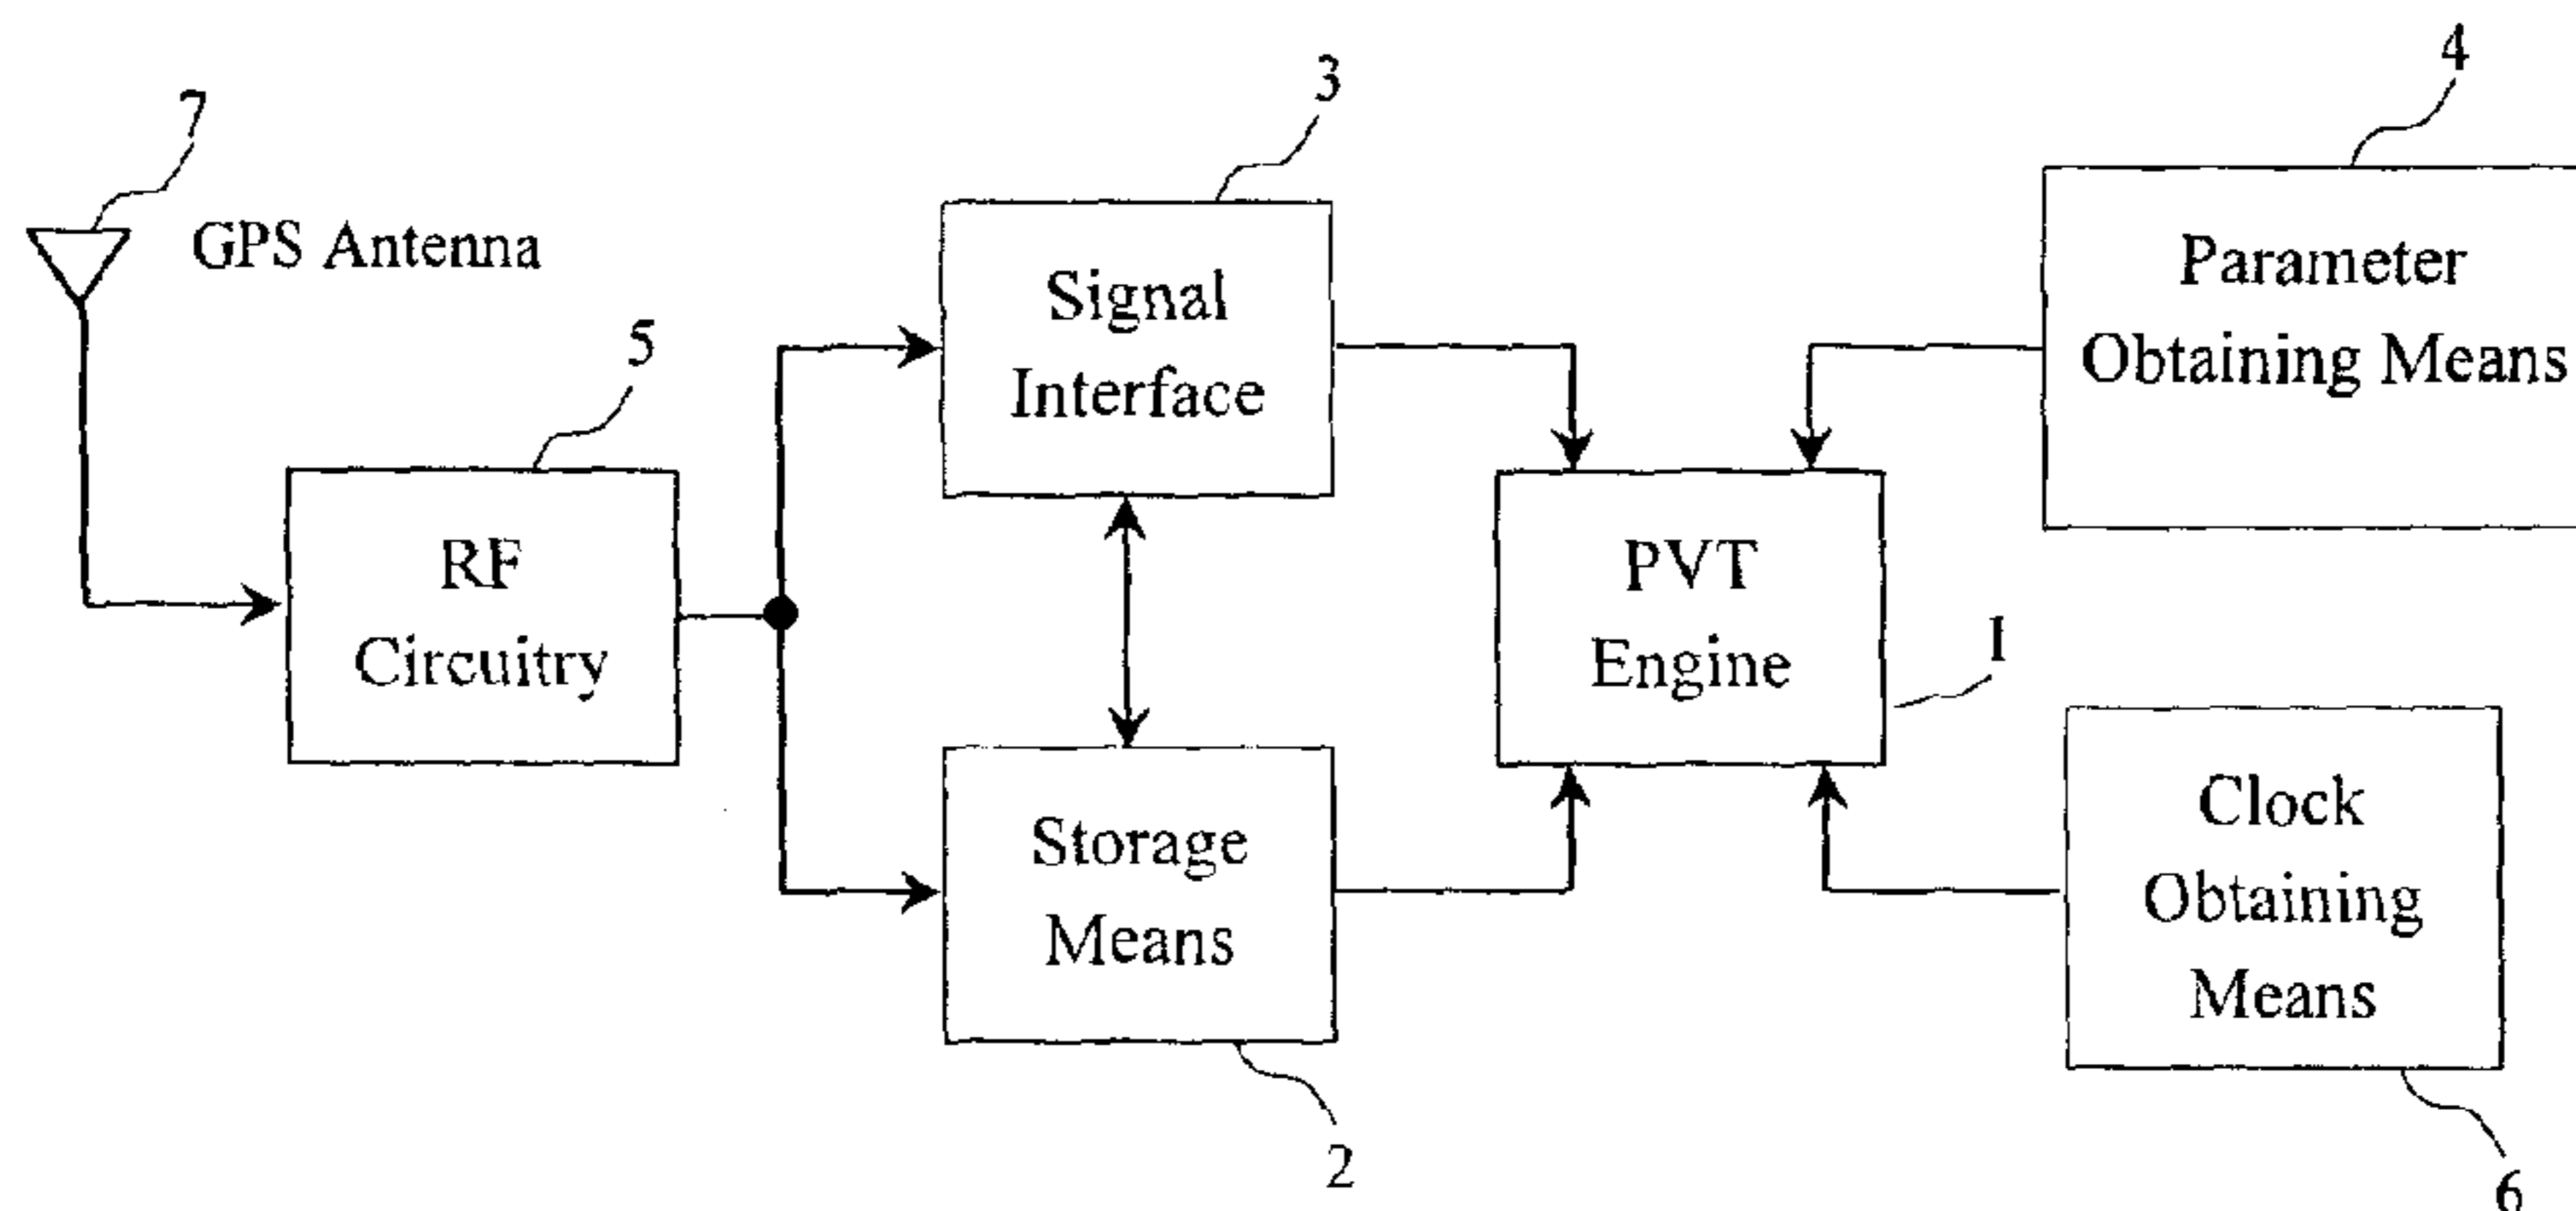 7
GPS Antenna
5
RF
Circuitry
3
Signal
Interface
Storage
Means
2
PVT
Engine
1
4
Parameter
Obtaining Means
Clock
Obtaining
Means
6